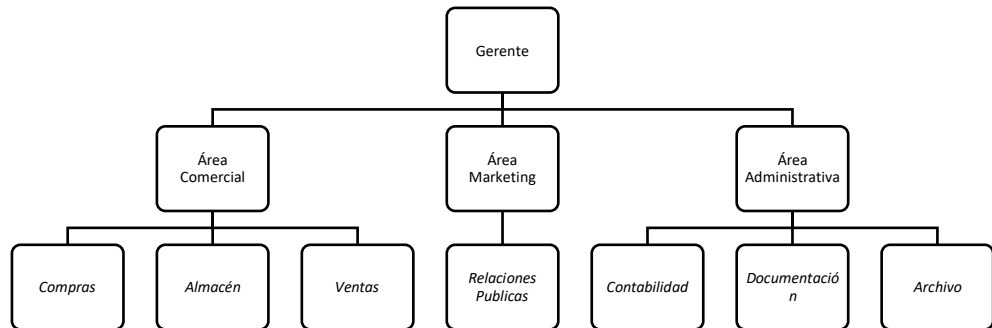 Gerente
Área
Comercial
Área
Marketing
Área
Administrativa
Compras
Almacén
Ventas
Relaciones
Publicas
Contabilidad
Documentació
n
Archivo